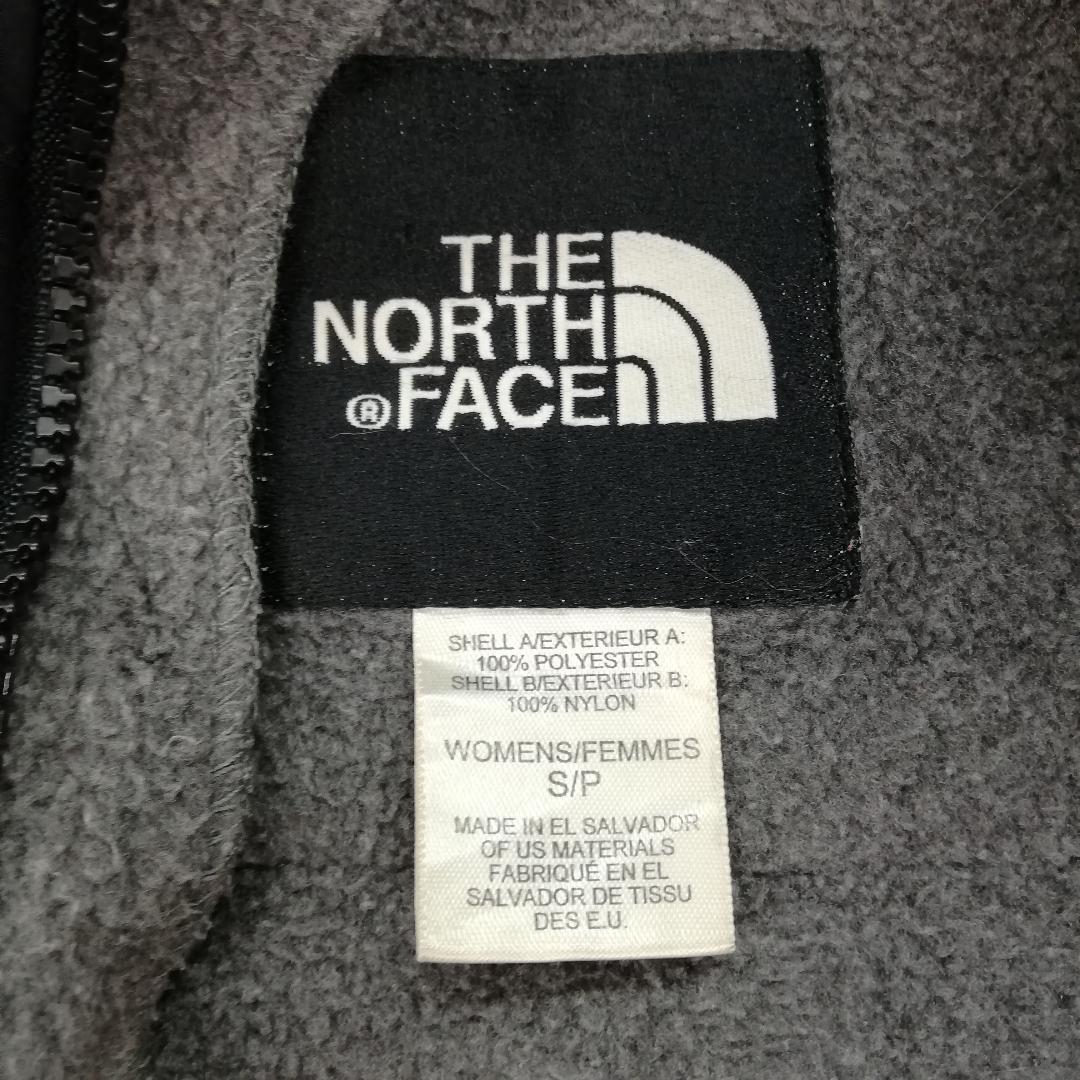 THE
NORTH
®FACE
SHELL A/EXTERIEUR A:
100% POLYESTER
SHELL B/EXTERIEUR B:
100% NYLON
WOMENS/FEMMES
S/P
MADE IN EL SALVADOR
OF US MATERIALS
FABRIQUÉ EN EL
SALVADOR DE TISSU
DES E.U.